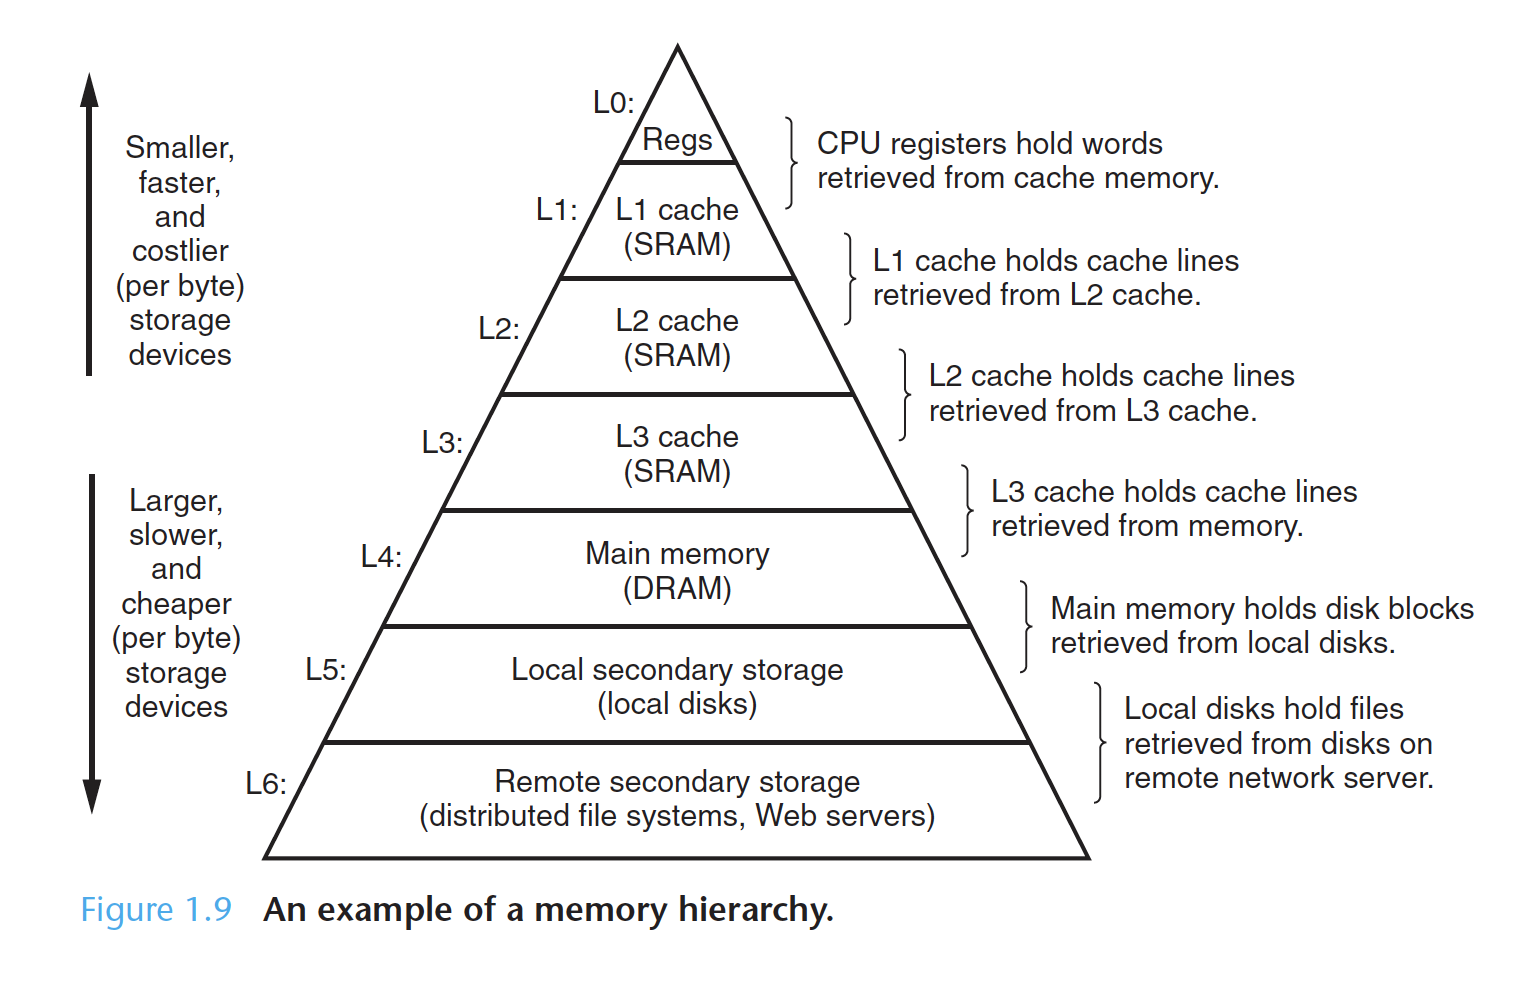 Smaller,
faster,
and
costlier
(per byte)
storage
devices
Larger,
slower,
and
cheaper
(per byte)
storage
devices
L0:
Regs
CPU registers hold words
retrieved from cache memory.
L1:
L1 cache
(SRAM)
L1 cache holds cache lines
retrieved from L2 cache.
L2:
L2 cache
(SRAM)
L2 cache holds cache lines
retrieved from L3 cache.
L3:
L3 cache
(SRAM)
L3 cache holds cache lines
retrieved from memory.
L4:
Main memory
(DRAM)
Main memory holds disk blocks
retrieved from local disks.
L5:
Local secondary storage
(local disks)
Local disks hold files
retrieved from disks on
remote network server.
L6:
Remote secondary storage
(distributed file systems, Web servers)
Figure 1.9 An example of a memory hierarchy.